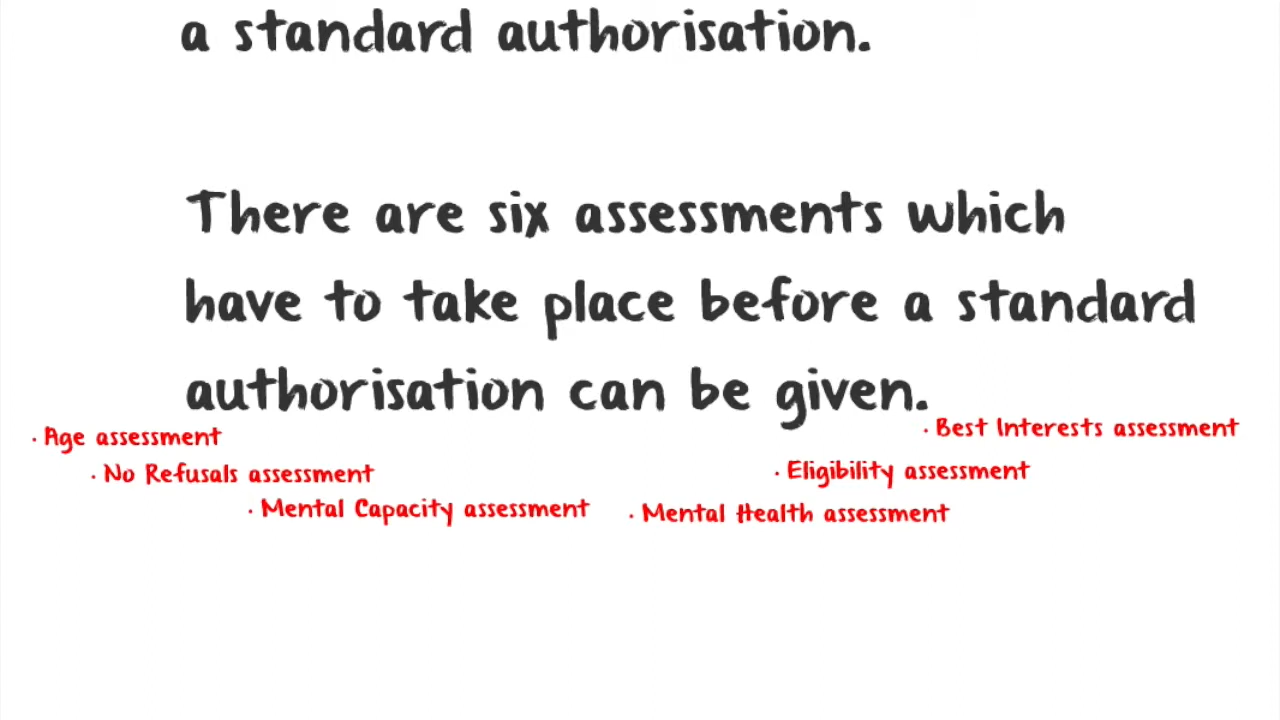 a standard authorisation.
There are six assessments which
have to take place before a standard
authorisation can be given.
· Age assessment
· No Refusals assessment
· Mental Capacity assessment
· Mental Health assessment
· Eligibility assessment
· Best Interests assessment